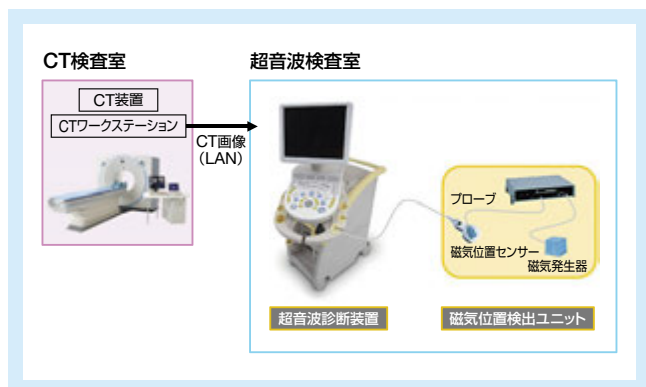 CT検査室
CT装置
CTワークステーション
CT画像
(LAN)
超音波検査室
プローブ
磁気位置センサー
磁気発生器
超音波診断装置
磁気位置検出ユニット